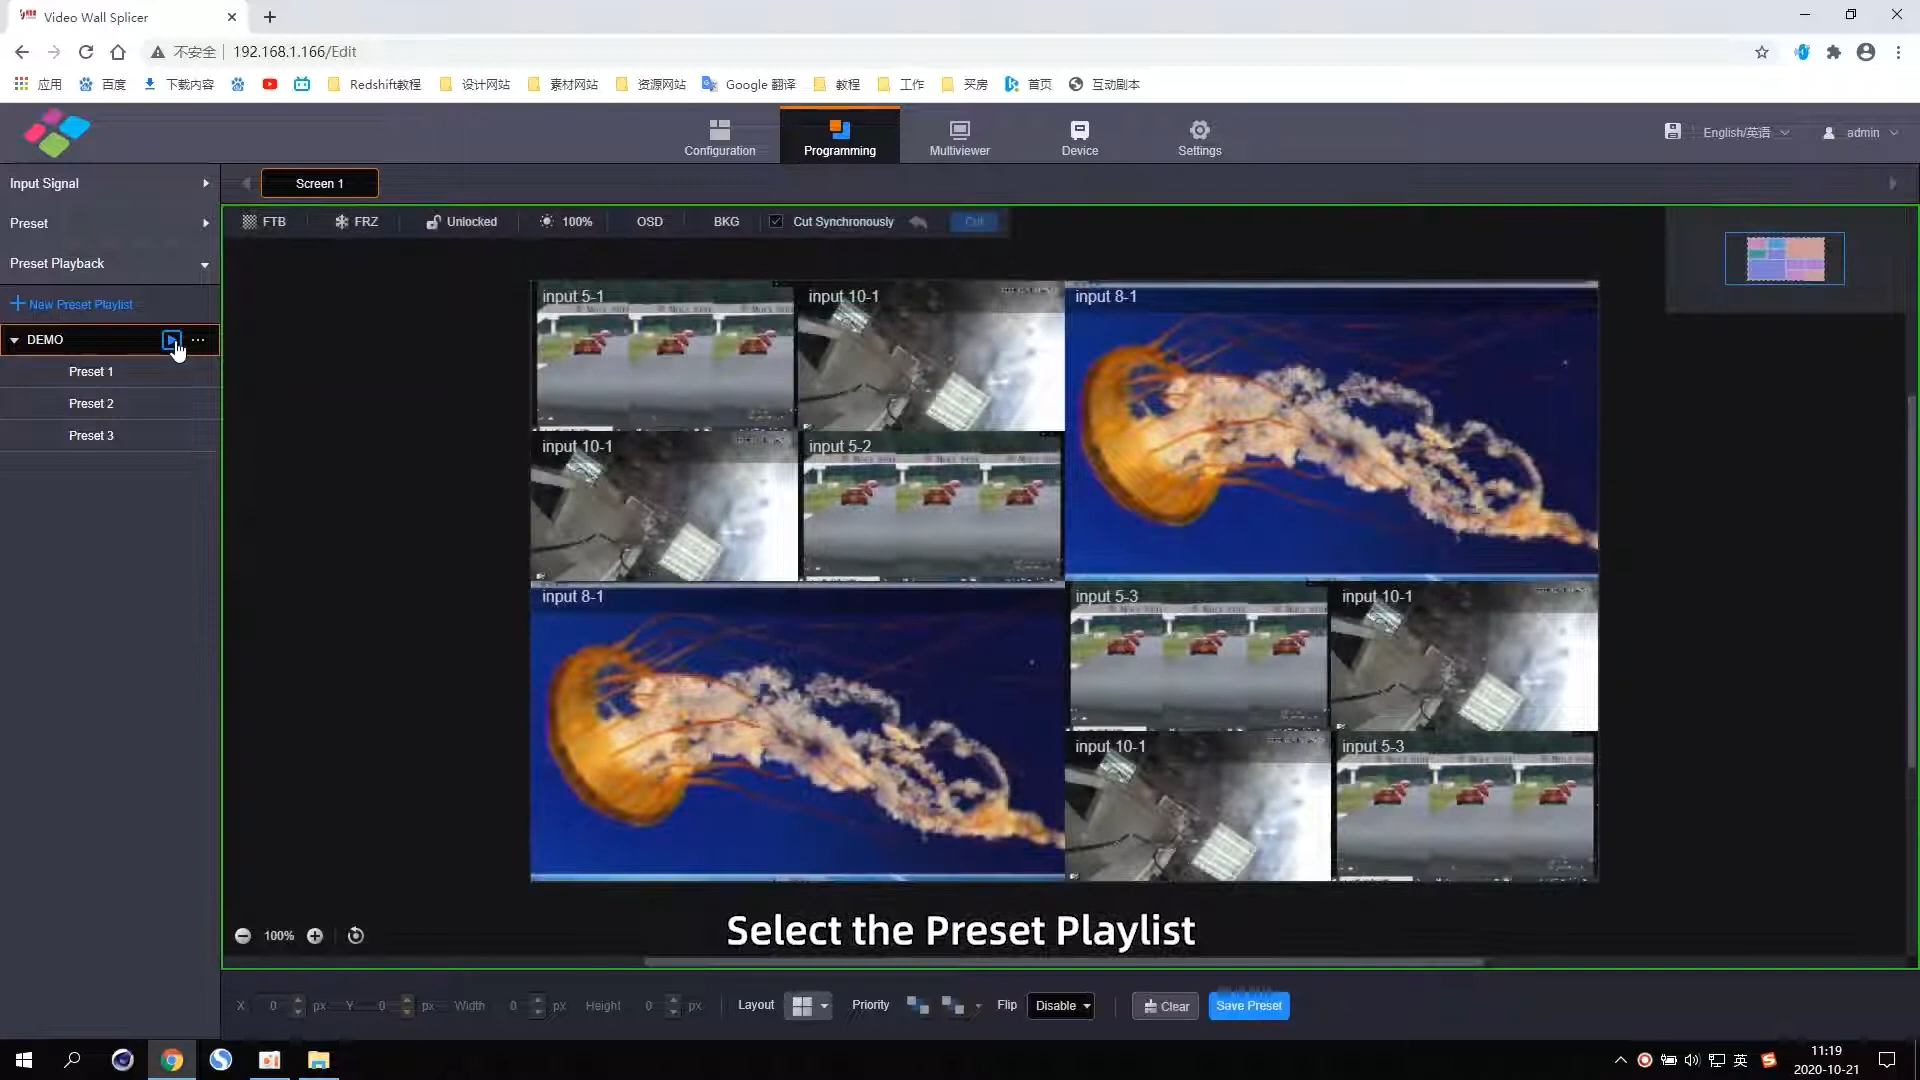 Video Wall Splicer
不安全
192.168.1.166/Edit
应用
百度
下载内容
Redshift教程
设计网站
素材网站
资源网站
Google 翻译
教程
工作
买房
首页
互动剧本
Configuration
Programming
Multiviewer
Device
Settings
English/英语
admin
Input Signal
Screen 1
Preset
FTB
FRZ
Unlocked
100%
OSD
BKG
Cut Synchronously
Cut
Preset Playback
New Preset Playlist
DEMO
Preset 1
Preset 2
Preset 3
input 5-1
input 10-1
input 8-1
input 10-1
input 5-2
input 8-1
input 5-3
input 10-1
input 10-1
input 5-3
100%
Select the Preset Playlist
X 0 px Y 0 px Width 0 px Height 0 px
Layout
Priority
Flip
Disable
Clear
Save Preset
英
11:19
2020-10-21